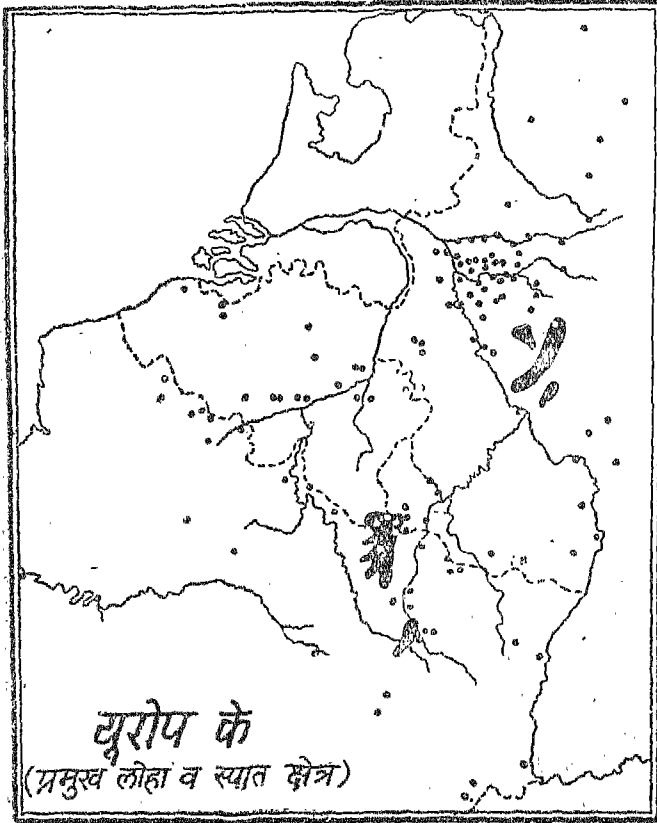 यूरोप के
(प्रमुख लोहा व स्पात क्षेत्र)